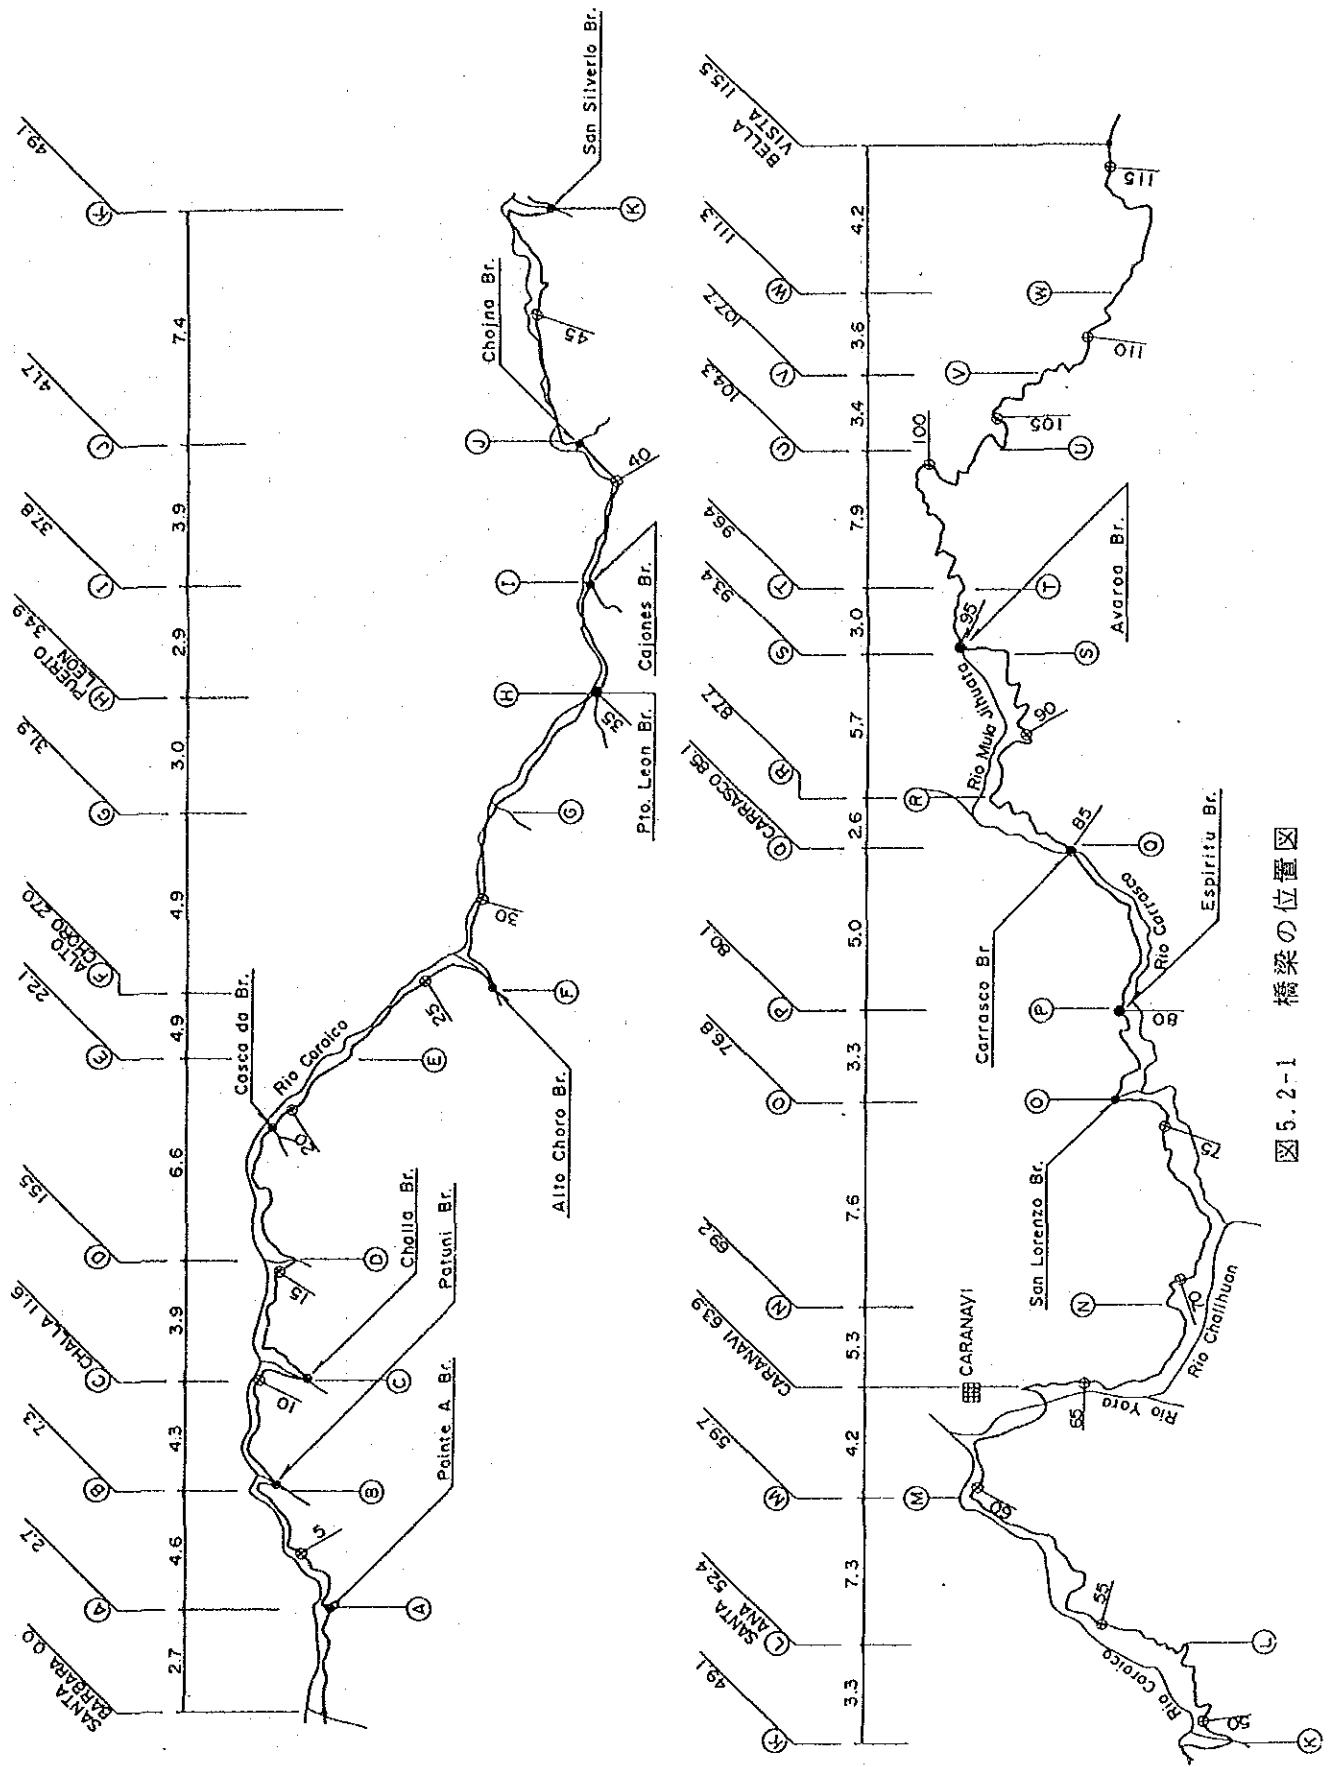 SANTA
BARBARA 0.0
Ⓐ 2.7
Ⓑ 7.3
Ⓒ CHALLA 11.6
Ⓓ 15.5
Ⓔ 22.1
Ⓕ ALTO
CHORO 27.0
Ⓖ 31.9
Ⓗ PUERTO
LEON 34.9
Ⓘ 37.8
Ⓙ 41.7
Ⓚ 49.1
2.7 4.6 4.3 3.9 6.6 4.9 4.9 3.0 2.9 3.9 7.4
Casca da Br.
Rio Coroico
Chojna Br.
San Silverio Br.
5 10 15 20 25 30 35 40 45
Ⓐ Ⓑ Ⓒ Ⓓ Ⓔ Ⓕ Ⓖ Ⓗ Ⓘ Ⓙ Ⓚ
Painte A Br.
Patuni Br.
Challa Br.
Alto Choro Br.
Pto. Leon Br.
Cajones Br.
Ⓚ 49.1
Ⓛ SANTA
ANA 52.4
Ⓜ 59.7
CARANAVI 63.9
Ⓝ 69.2
Ⓞ 76.8
Ⓟ 80.1
Ⓠ CARRASCO 85.1
Ⓡ 87.7
Ⓢ 93.4
Ⓣ 96.4
Ⓤ 104.3
Ⓥ 107.7
Ⓦ 111.3
BELLA
VISTA 115.5
3.3 7.3 4.2 5.3 7.6 3.3 5.0 2.6 5.7 3.0 7.9 3.4 3.6 4.2
CARANAVI
Rio Coroico
Rio Yara
Rio Challhuan
San Lorenzo Br.
Carrasco Br
Rio Carrasco
Espiritu Br.
Rio Mula Jihuata
Avaroa Br.
50 55 60 65 70 75 80 85 90 95 100 105 110 115
Ⓚ Ⓛ Ⓜ Ⓝ Ⓞ Ⓟ Ⓠ Ⓡ Ⓢ Ⓣ Ⓤ Ⓥ Ⓦ
図5.2-1 橋梁の位置図